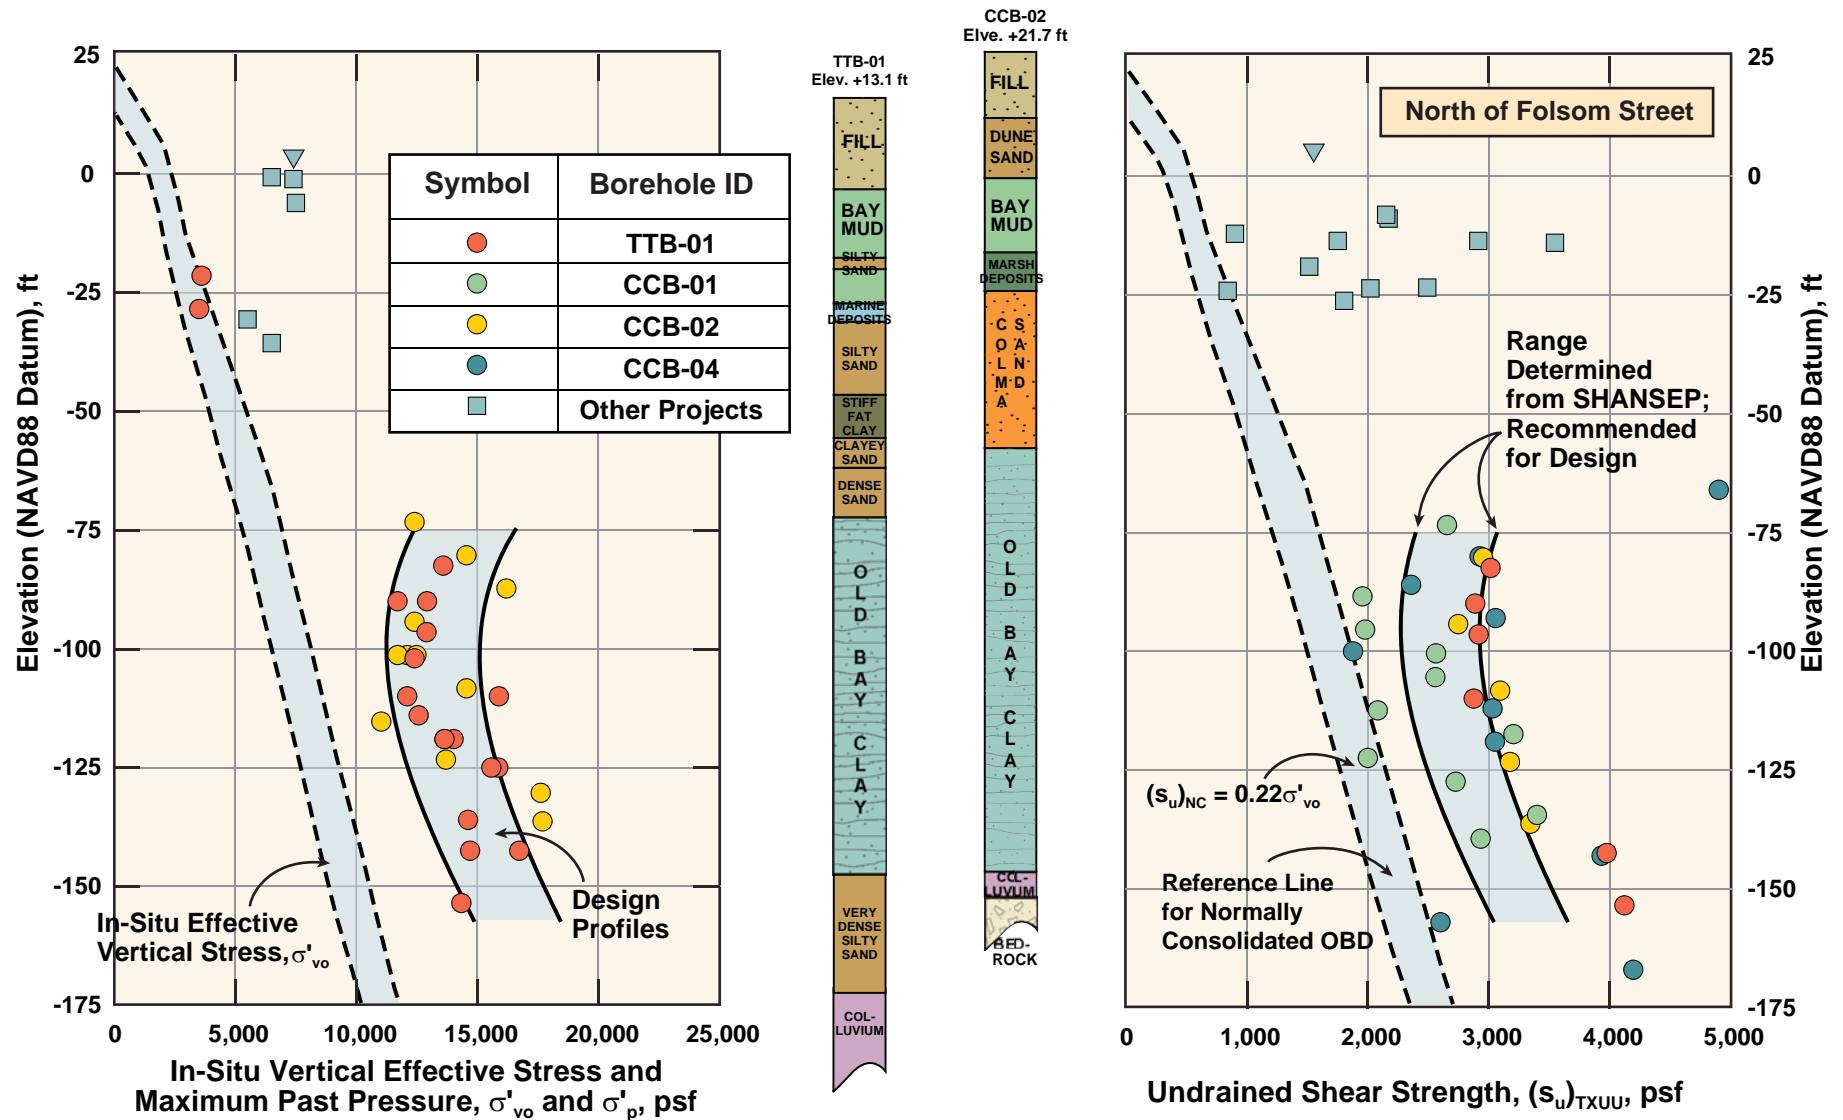 25
0
-25
-50
-75
-100
-125
-150
-175
Elevation (NAVD88 Datum), ft
0
5,000
10,000
15,000
20,000
25,000
In-Situ Vertical Effective Stress and
Maximum Past Pressure, σ'vo and σ'p, psf
Symbol Borehole ID
TTB-01
CCB-01
CCB-02
CCB-04
Other Projects
In-Situ Effective
Vertical Stress, σ'vo
Design
Profiles
TTB-01
Elev. +13.1 ft
FILL
BAY
MUD
SILTY
SAND
MARINE
DEPOSITS
SILTY
SAND
STIFF
FAT
CLAY
CLAYEY
SAND
DENSE
SAND
OLD BAY CLAY
VERY
DENSE
SILTY
SAND
COL-
LUVIUM
CCB-02
Elve. +21.7 ft
FILL
DUNE
SAND
BAY
MUD
MARSH
DEPOSITS
COLMA SAND
OLD BAY CLAY
COL-
LUVIUM
BED-
ROCK
North of Folsom Street
Range
Determined
from SHANSEP;
Recommended
for Design
(su)NC = 0.22σ'vo
Reference Line
for Normally
Consolidated OBD
25
0
-25
-50
-75
-100
-125
-150
-175
Elevation (NAVD88 Datum), ft
0
1,000
2,000
3,000
4,000
5,000
Undrained Shear Strength, (su)TXUU, psf